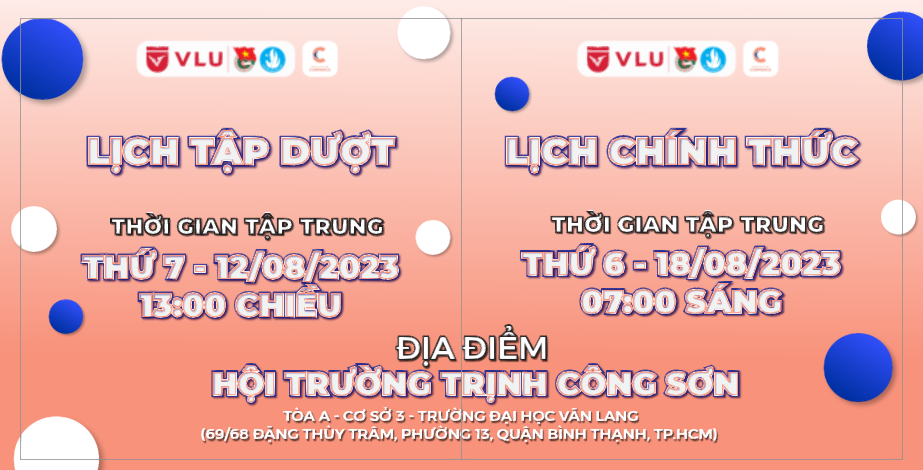 VLU
VLU
LỊCH TẬP DƯỢT
LỊCH CHÍNH THỨC
THỜI GIAN TẬP TRUNG
THỨ 7 - 12/08/2023
13:00 CHIỀU
THỜI GIAN TẬP TRUNG
THỨ 6 - 18/08/2023
07:00 SÁNG
ĐỊA ĐIỂM
HỘI TRƯỜNG TRỊNH CÔNG SƠN
TÒA A - CƠ SỞ 3 - TRƯỜNG ĐẠI HỌC VĂN LANG
(69/68 ĐẶNG THÙY TRÂM, PHƯỜNG 13, QUẬN BÌNH THẠNH, TP.HCM)